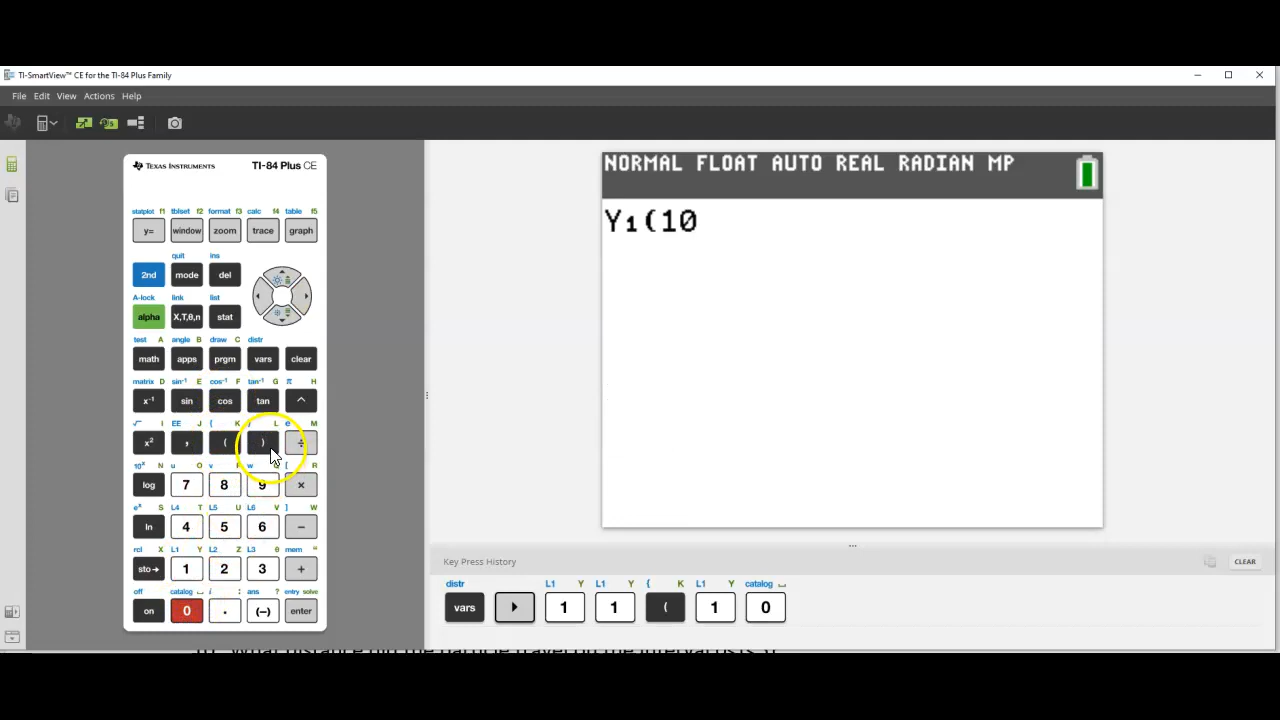 TI-SmartView™ CE for the TI-84 Plus Family
File Edit View Actions Help
TEXAS INSTRUMENTS TI-84 Plus CE
statplot f1 tblset f2 format f3 calc f4 table f5
y= window zoom trace graph
quit ins
2nd mode del
A-lock link list
alpha X,T,θ,n stat
test A angle B draw C distr
math apps prgm vars clear
matrix D sin⁻¹ E cos⁻¹ F tan⁻¹ G π H
x⁻¹ sin cos tan ^
√ I EE J { K L e M
x² , ( ) ÷
10ˣ N u O v P w [ R
log 7 8 9 ×
eˣ S L4 T L5 U L6 V ] W
ln 4 5 6 −
rcl X L1 Y L2 Z L3 θ mem "
sto→ 1 2 3 +
off catalog ⎵ i : ans ? entry solve
on 0 . (−) enter
NORMAL FLOAT AUTO REAL RADIAN MP
Y₁(10
Key Press History CLEAR
distr L1 Y L1 Y { K L1 Y catalog ⎵
vars 1 1 ( 1 0